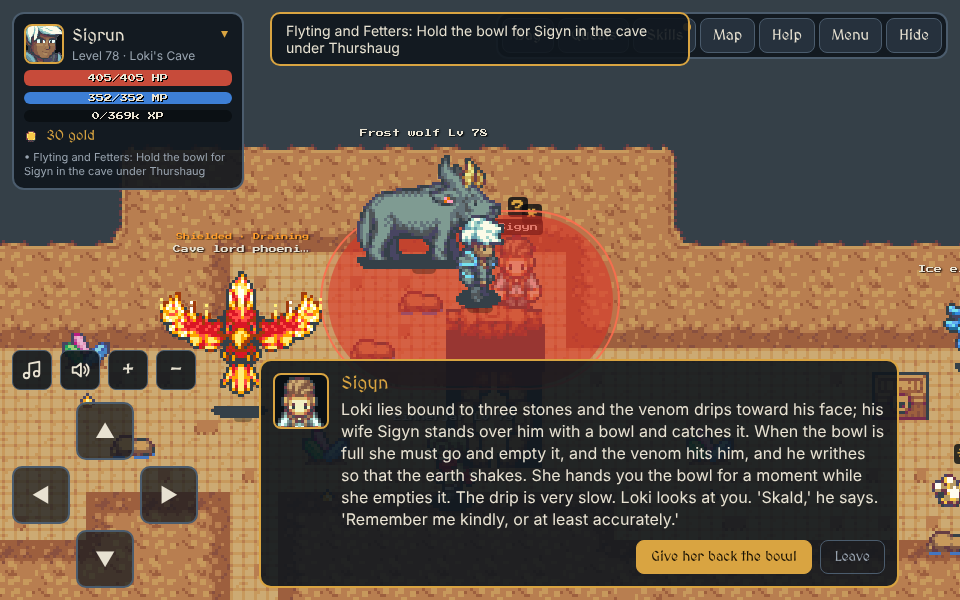 Sigrun
Level 78 · Loki's Cave
405/405 HP
352/352 MP
0/369k XP
30 gold
• Flyting and Fetters: Hold the bowl for
Sigyn in the cave under Thurshaug
Flyting and Fetters: Hold the bowl for Sigyn in the cave
under Thurshaug
Map
Help
Menu
Hide
Frost wolf Lv 78
Sigyn
Shielded · Draining
Cave lord phoeni…
Ice e
Sigyn
Loki lies bound to three stones and the venom drips toward his face; his
wife Sigyn stands over him with a bowl and catches it. When the bowl is
full she must go and empty it, and the venom hits him, and he writhes
so that the earth shakes. She hands you the bowl for a moment while
she empties it. The drip is very slow. Loki looks at you. 'Skald,' he says.
'Remember me kindly, or at least accurately.'
Give her back the bowl
Leave